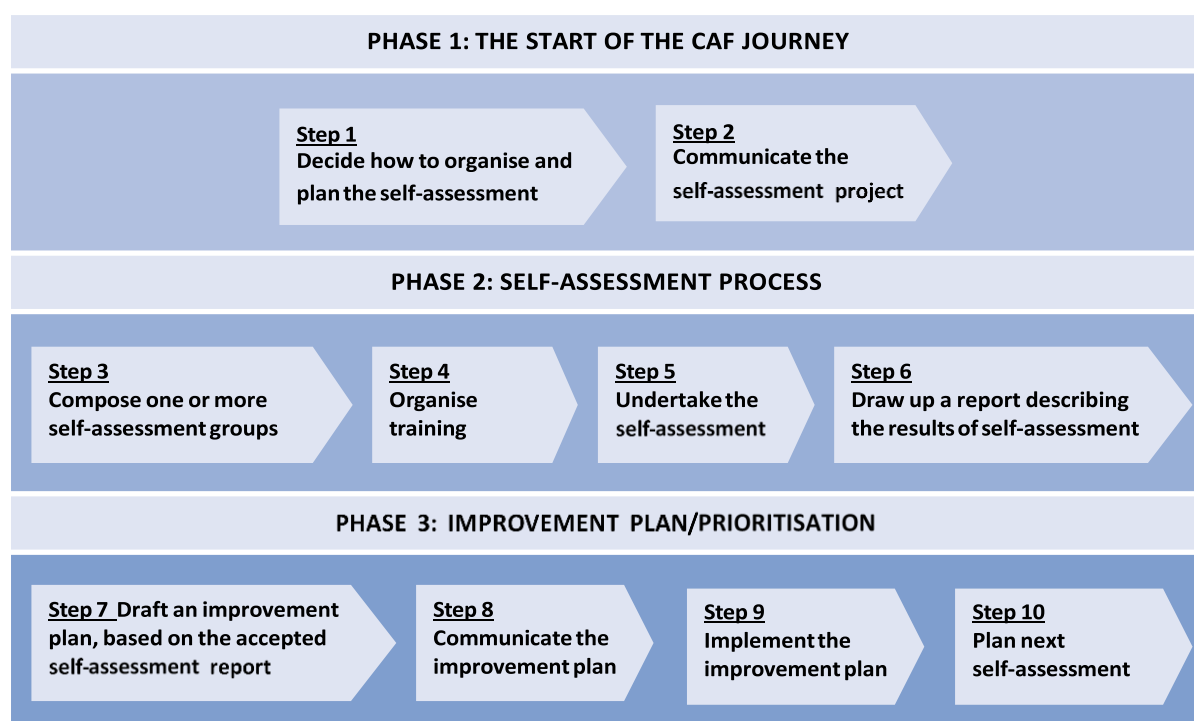 PHASE 1: THE START OF THE CAF JOURNEY
Step 1
Decide how to organise and
plan the self-assessment
Step 2
Communicate the
self-assessment project
PHASE 2: SELF-ASSESSMENT PROCESS
Step 3
Compose one or more
self-assessment groups
Step 4
Organise
training
Step 5
Undertake the
self-assessment
Step 6
Draw up a report describing
the results of self-assessment
PHASE 3: IMPROVEMENT PLAN/PRIORITISATION
Step 7 Draft an improvement
plan, based on the accepted
self-assessment report
Step 8
Communicate the
improvement plan
Step 9
Implement the
improvement plan
Step 10
Plan next
self-assessment